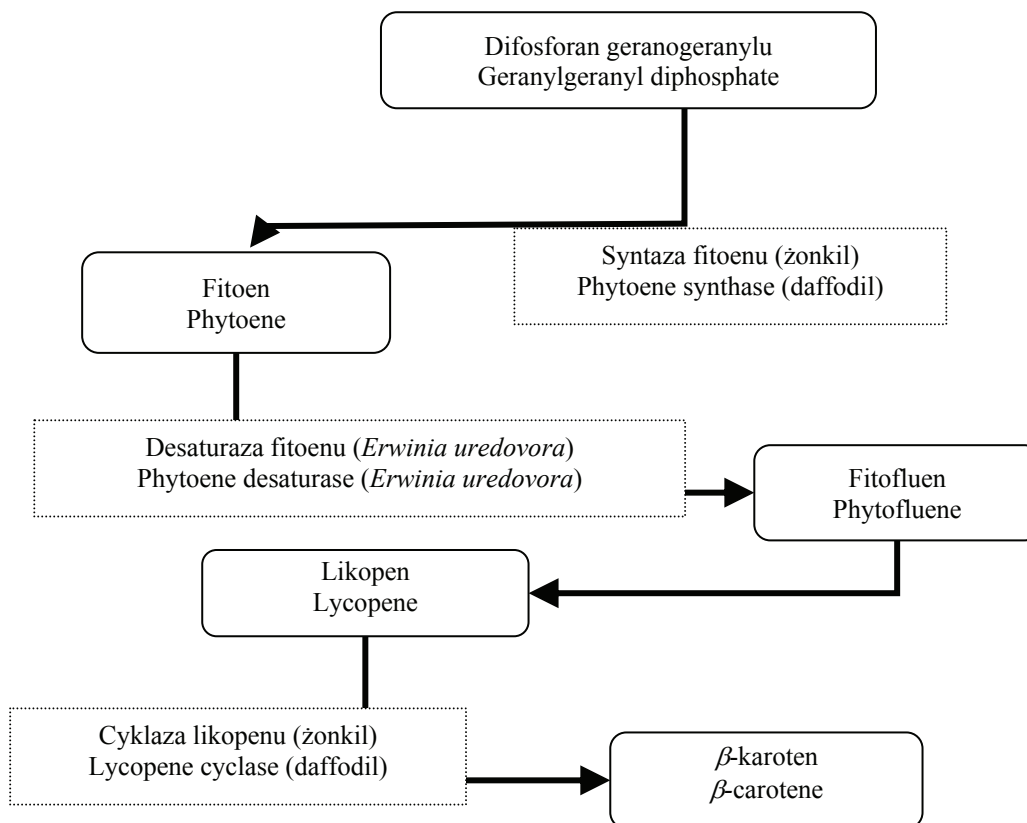 Difosforan geranogeranylu
Geranylgeranyl diphosphate
Syntaza fitoenu (żonkil)
Phytoene synthase (daffodil)
Fitoen
Phytoene
Desaturaza fitoenu (Erwinia uredovora)
Phytoene desaturase (Erwinia uredovora)
Fitofluen
Phytofluene
Likopen
Lycopene
Cyklaza likopenu (żonkil)
Lycopene cyclase (daffodil)
β-karoten
β-carotene